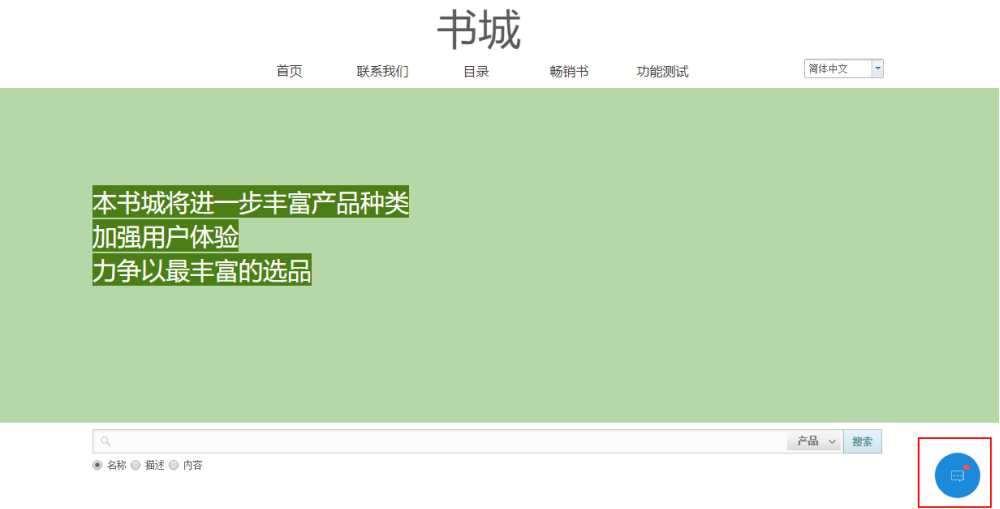 书城
首页 联系我们 目录 畅销书 功能测试 简体中文
本书城将进一步丰富产品种类
加强用户体验
力争以最丰富的选品
产品 搜索
名称 描述 内容